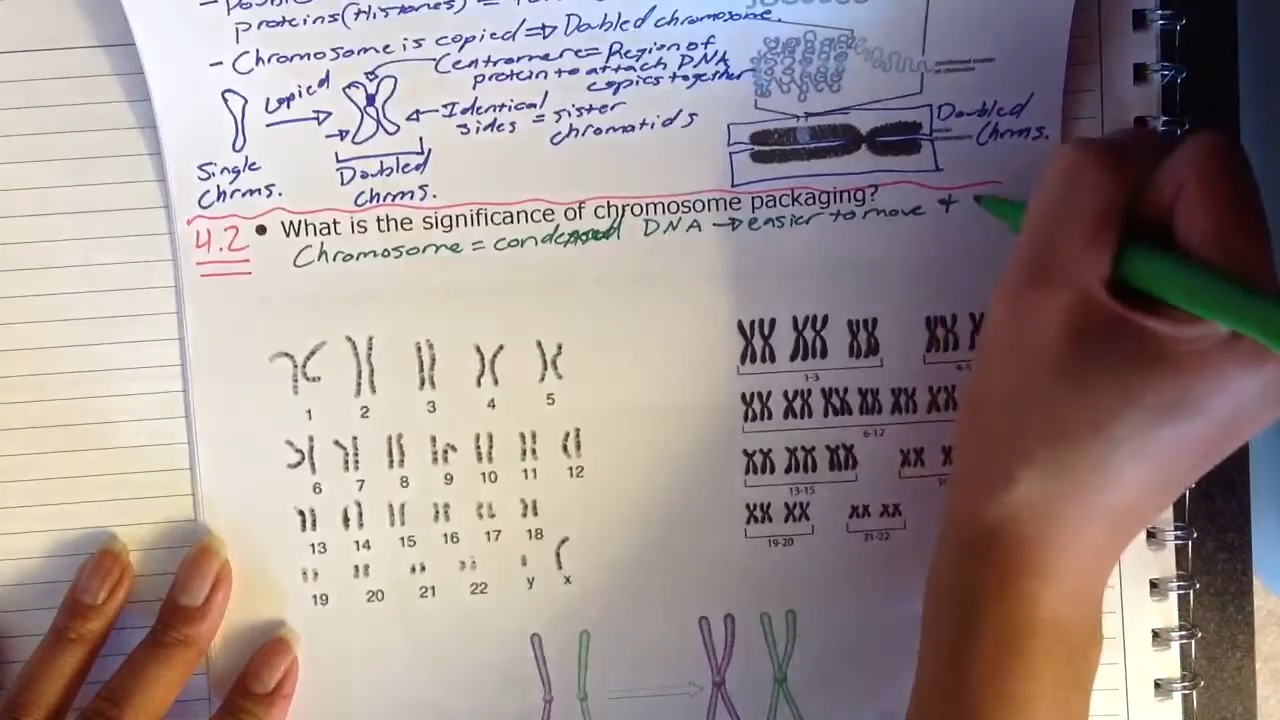 proteins (Histones) =
- Chromosome is copied => Doubled chromosome.
Centromere = Region of
protein to attach DNA
copies together
Copied
Identical
sides = sister
chromatids
Single
Chrms.
Doubled
Chrms.
Doubled
Chrms.
4.2
• What is the significance of chromosome packaging?
Chromosome = condensed DNA → easier to move +
1 2 3 4 5
6 7 8 9 10 11 12
13 14 15 16 17 18
19 20 21 22 y x
1-3
6-12
13-15
19-20 21-22